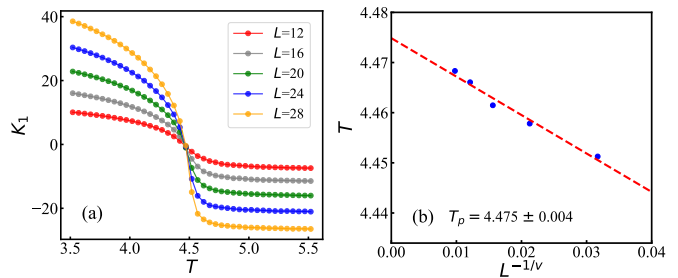 40
20
0
−20
K₁
3.5 4.0 4.5 5.0 5.5
T
(a)
L=12
L=16
L=20
L=24
L=28
4.48
4.47
4.46
4.45
4.44
T
0.00 0.01 0.02 0.03 0.04
L^{−1/ν}
(b) Tₚ = 4.475 ± 0.004